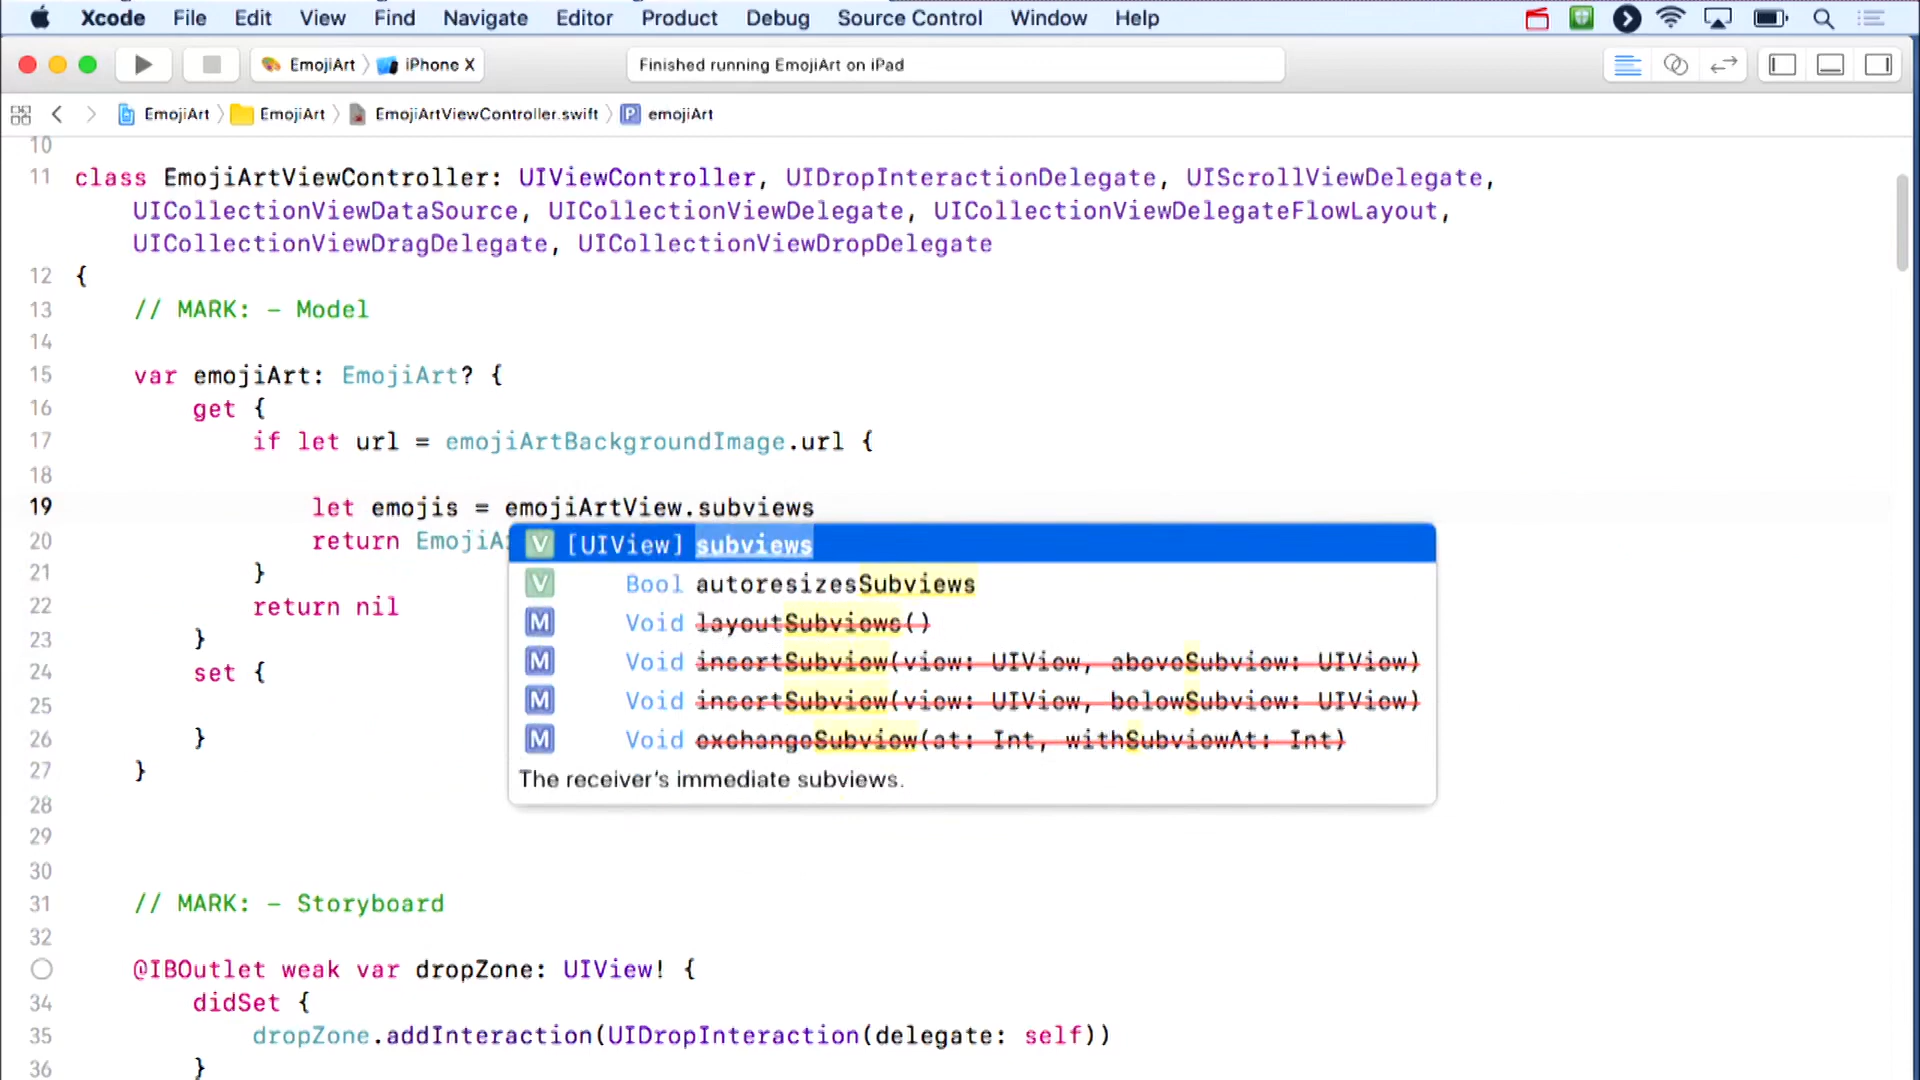 Xcode File Edit View Find Navigate Editor Product Debug Source Control Window Help
EmojiArt iPhone X Finished running EmojiArt on iPad
EmojiArt EmojiArt EmojiArtViewController.swift P emojiArt
10
11 class EmojiArtViewController: UIViewController, UIDropInteractionDelegate, UIScrollViewDelegate,
UICollectionViewDataSource, UICollectionViewDelegate, UICollectionViewDelegateFlowLayout,
UICollectionViewDragDelegate, UICollectionViewDropDelegate
12 {
13 // MARK: - Model
14
15 var emojiArt: EmojiArt? {
16 get {
17 if let url = emojiArtBackgroundImage.url {
18
19 let emojis = emojiArtView.subviews
20 return EmojiA
V [UIView] subviews
V Bool autoresizesSubviews
M Void layoutSubviews()
M Void insertSubview(view: UIView, aboveSubview: UIView)
M Void insertSubview(view: UIView, belowSubview: UIView)
M Void exchangeSubview(at: Int, withSubviewAt: Int)
The receiver's immediate subviews.
21 }
22 return nil
23 }
24 set {
25
26 }
27 }
28
29
30
31 // MARK: - Storyboard
32
@IBOutlet weak var dropZone: UIView! {
34 didSet {
35 dropZone.addInteraction(UIDropInteraction(delegate: self))
36 }